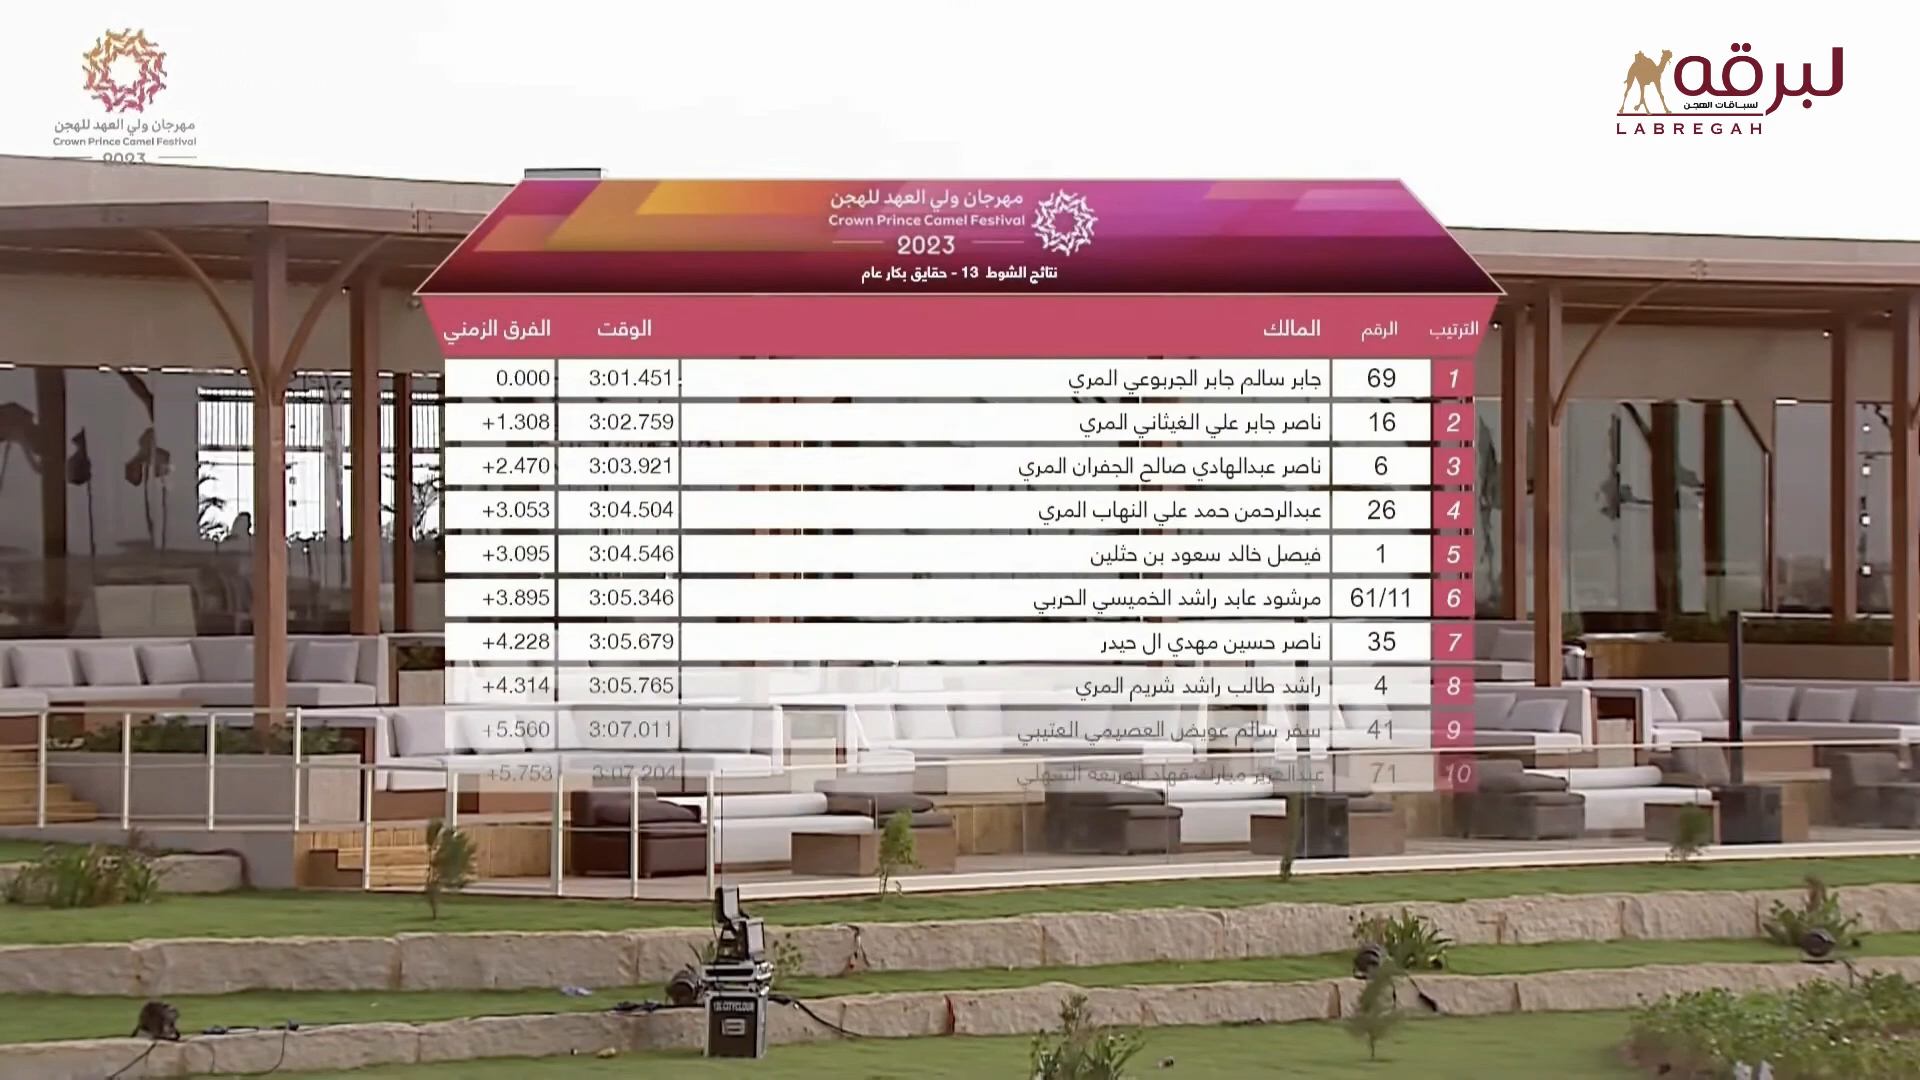 مهرجان ولي العهد للهجن
Crown Prince Camel Festival
2023
لبرقه
لسباقات الهجن
LABREGAH
مهرجان ولي العهد للهجن
Crown Prince Camel Festival
2023
نتائج الشوط 13 - حقايق بكار عام
الترتيب الرقم المالك الوقت الفرق الزمني
1 69 جابر سالم جابر الجربوعي المري 3:01.451 0.000
2 16 ناصر جابر علي الغيثاني المري 3:02.759 +1.308
3 6 ناصر عبدالهادي صالح الجفران المري 3:03.921 +2.470
4 26 عبدالرحمن حمد علي النهاب المري 3:04.504 +3.053
5 1 فيصل خالد سعود بن حثلين 3:04.546 +3.095
6 61/11 مرشود عابد راشد الخميسي الحربي 3:05.346 +3.895
7 35 ناصر حسين مهدي ال حيدر 3:05.679 +4.228
8 4 راشد طالب راشد شريم المري 3:05.765 +4.314
9 41 سفر سالم عويض العصيمي العتيبي 3:07.011 +5.560
10 71 عبدالعزيز مبارك فهاد 3:07.204 +5.753